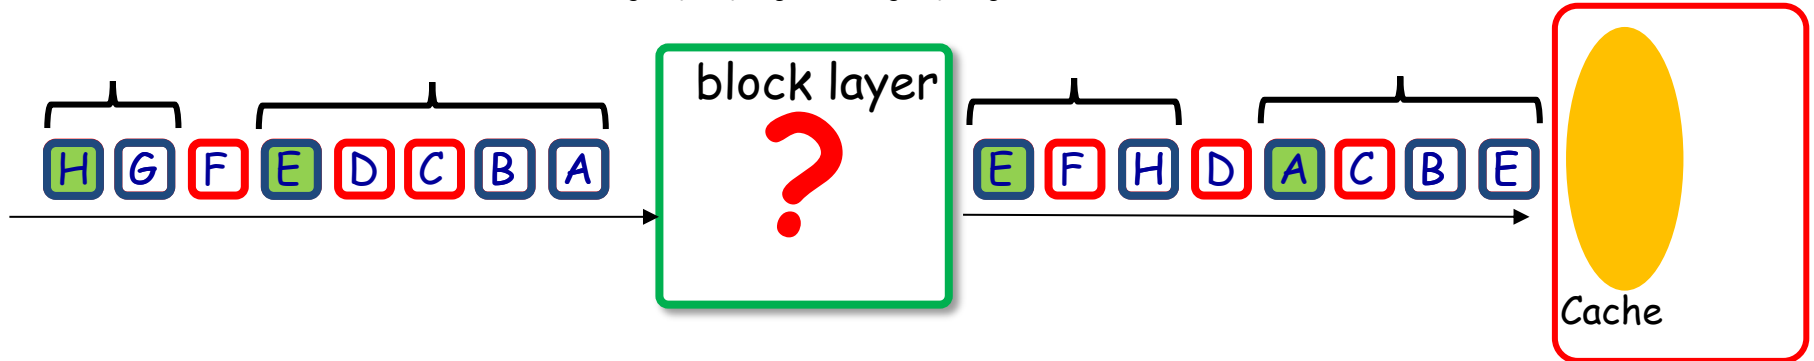 block layer
H G F E D C B A
?
E F H D A C B E
Cache